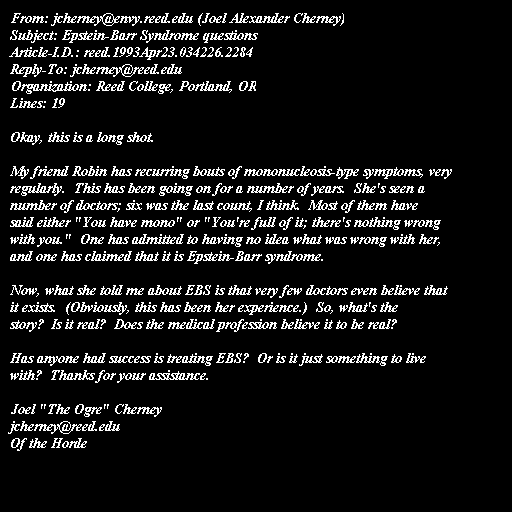 From: jcherney@envy.reed.edu (Joel Alexander Cherney)
Subject: Epstein-Barr Syndrome questions
Article-I.D.: reed.1993Apr23.034226.2284
Reply-To: jcherney@reed.edu
Organization: Reed College, Portland, OR
Lines: 19

Okay, this is a long shot.

My friend Robin has recurring bouts of mononucleosis-type symptoms, very
regularly.  This has been going on for a number of years.  She's seen a
number of doctors; six was the last count, I think.  Most of them have
said either "You have mono" or "You're full of it; there's nothing wrong
with you."  One has admitted to having no idea what was wrong with her,
and one has claimed that it is Epstein-Barr syndrome.

Now, what she told me about EBS is that very few doctors even believe that
it exists.  (Obviously, this has been her experience.)  So, what's the
story?  Is it real?  Does the medical profession believe it to be real?

Has anyone had success is treating EBS?  Or is it just something to live
with?  Thanks for your assistance.

Joel "The Ogre" Cherney
jcherney@reed.edu
Of the Horde